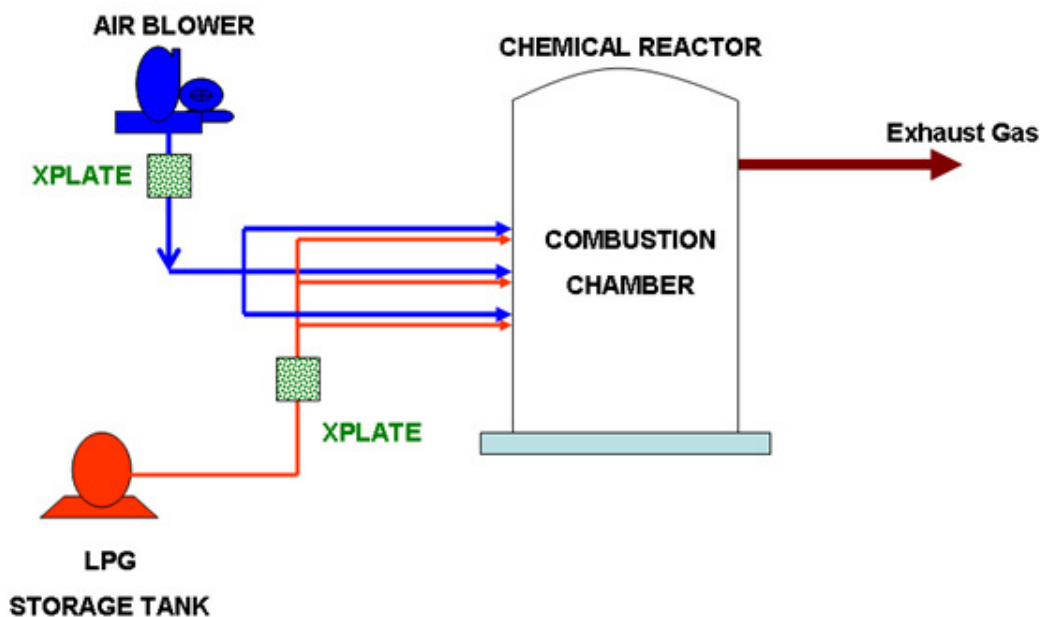 AIR BLOWER
CHEMICAL REACTOR
Exhaust Gas
XPLATE
COMBUSTION
CHAMBER
XPLATE
LPG
STORAGE TANK